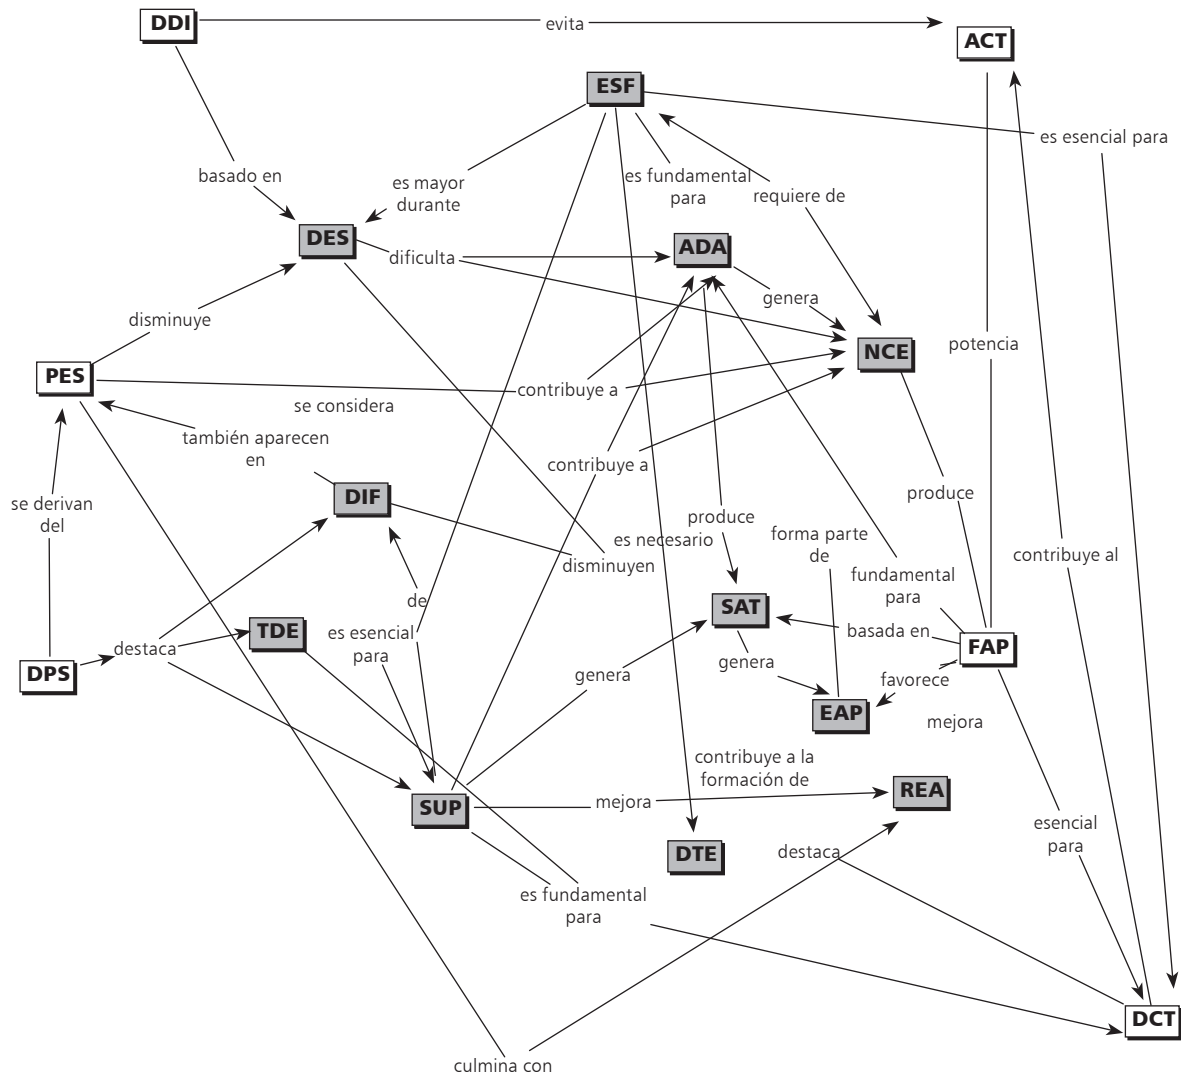 DDI
evita
ACT
ESF
es esencial para
basado en
es mayor
durante
es fundamental
para
requiere de
DES
dificulta
ADA
genera
disminuye
NCE
potencia
PES
contribuye a
se considera
también aparecen
en
contribuye a
DIF
se derivan
del
produce
produce
es necesario
forma parte
de
contribuye al
disminuyen
fundamental
para
de
SAT
TDE
es esencial
para
basada en
FAP
destaca
DPS
genera
genera
favorece
EAP
mejora
contribuye a la
formación de
SUP
mejora
REA
esencial
para
DTE
destaca
es fundamental
para
DCT
culmina con